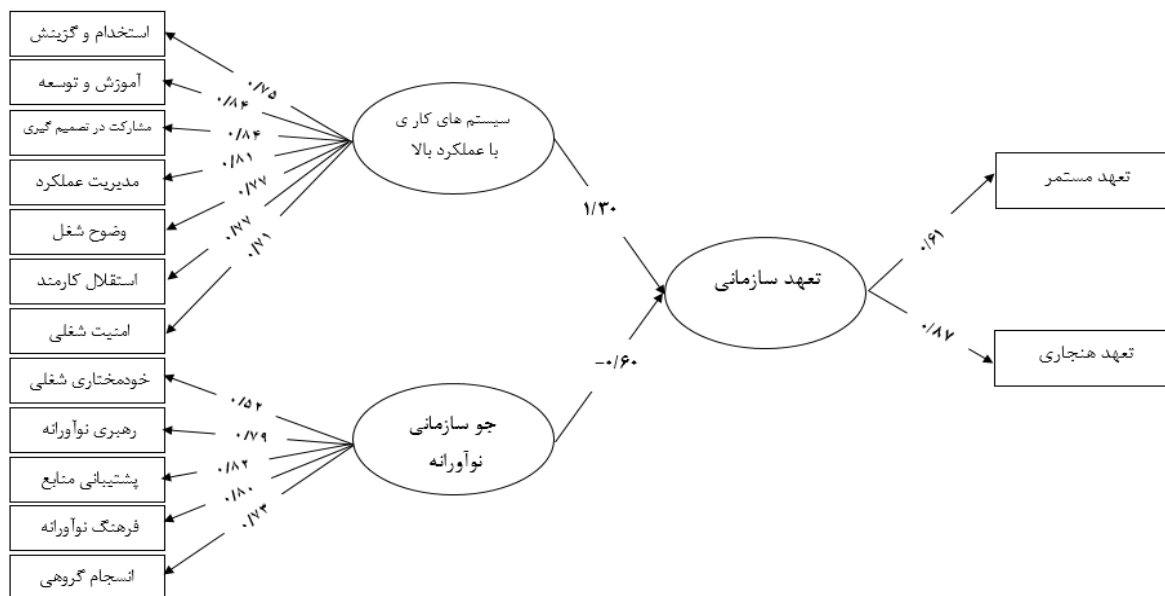 استخدام و گزینش
آموزش و توسعه
مشارکت در تصمیم گیری
مدیریت عملکرد
وضوح شغل
استقلال کارمند
امنیت شغلی
خودمختاری شغلی
رهبری نوآورانه
پشتیبانی منابع
فرهنگ نوآورانه
انسجام گروهی
۰/۷۵
۰/۸۴
۰/۸۴
۰/۸۱
۰/۷۷
۰/۷۷
۰/۷۱
۰/۵۲
۰/۷۹
۰/۸۲
۰/۸۰
۰/۷۳
سیستم های کار ی
با عملکرد بالا
جو سازمانی
نوآورانه
۱/۳۰
–۰/۶۰
تعهد سازمانی
۰/۶۱
۰/۸۷
تعهد مستمر
تعهد هنجاری